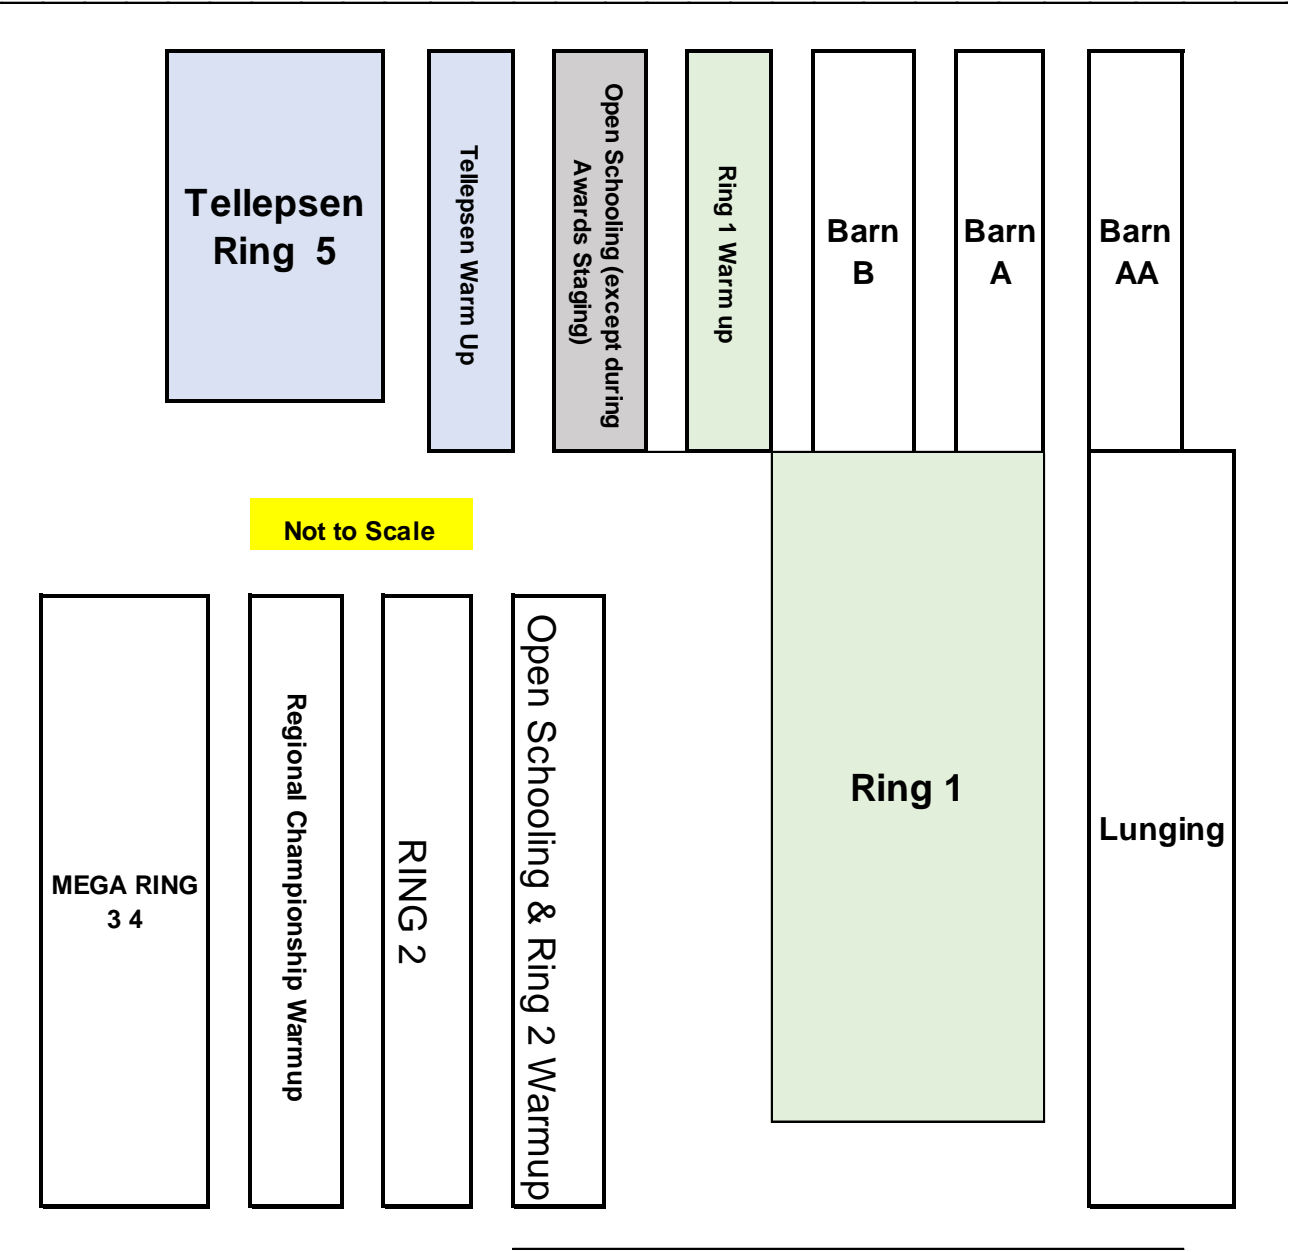 Tellepsen
Ring 5
Tellepsen Warm Up
Open Schooling (except during
Awards Staging)
Ring 1 Warm up
Barn
B
Barn
A
Barn
AA
Not to Scale
MEGA RING
3 4
Regional Championship Warmup
RING 2
Open Schooling & Ring 2 Warmup
Ring 1
Lunging